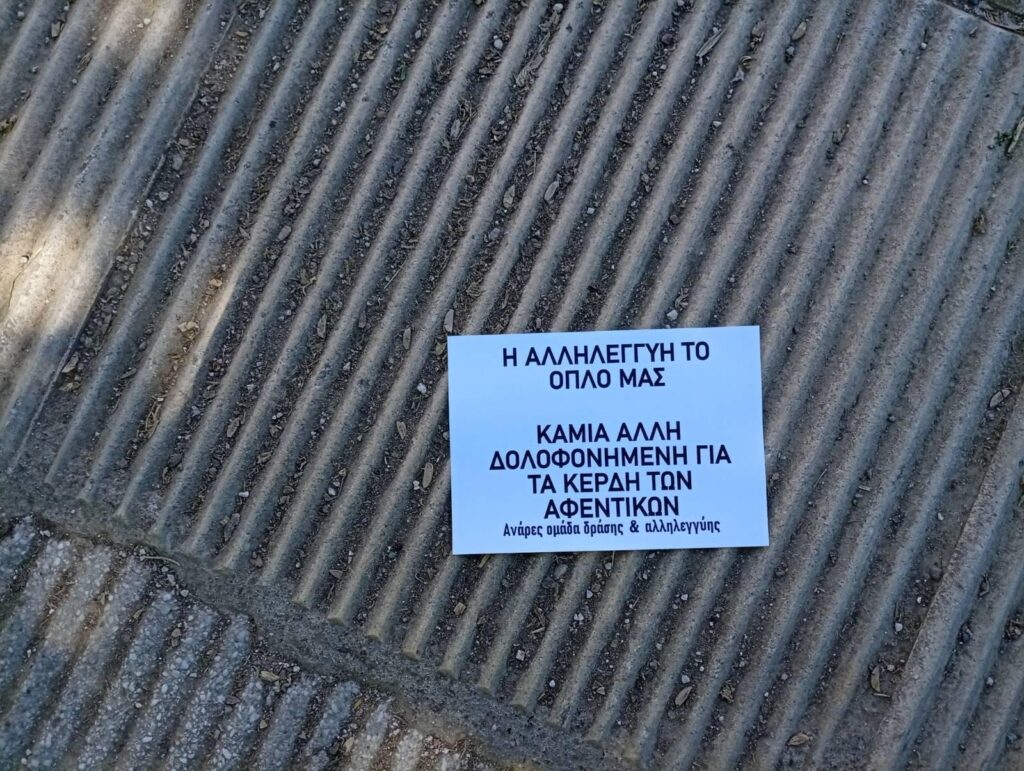 Η ΑΛΛΗΛΕΓΓΥΗ ΤΟ
ΟΠΛΟ ΜΑΣ
ΚΑΜΙΑ ΑΛΛΗ
ΔΟΛΟΦΟΝΗΜΕΝΗ ΓΙΑ
ΤΑ ΚΕΡΔΗ ΤΩΝ
ΑΦΕΝΤΙΚΩΝ
Ανάρες ομάδα δράσης & αλληλεγγύης